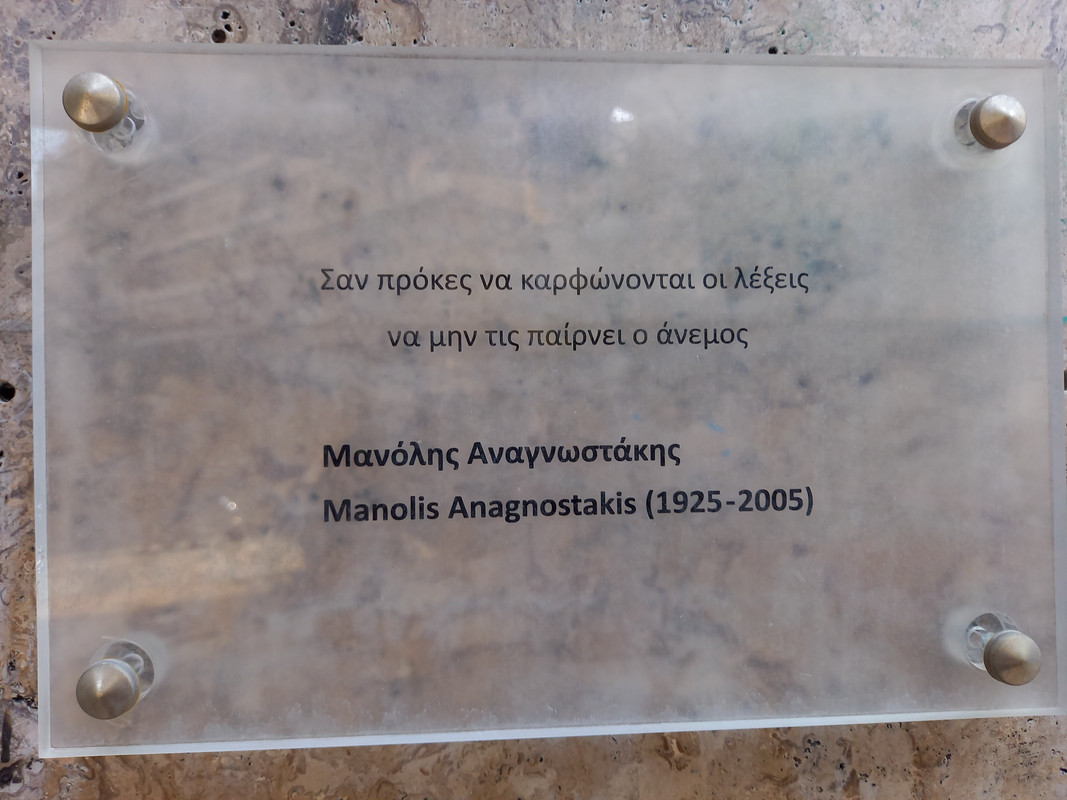 Σαν πρόκες να καρφώνονται οι λέξεις
να μην τις παίρνει ο άνεμος
Μανόλης Αναγνωστάκης
Manolis Anagnostakis (1925-2005)